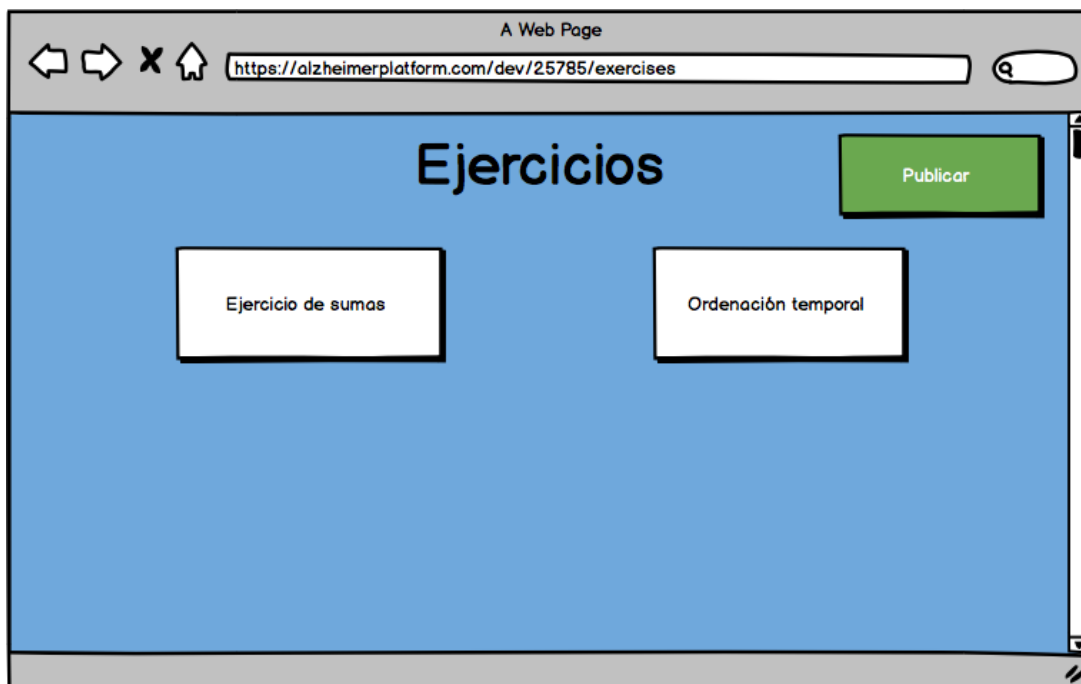 A Web Page
https://alzheimerplatform.com/dev/25785/exercises
Ejercicios
Publicar
Ejercicio de sumas
Ordenación temporal